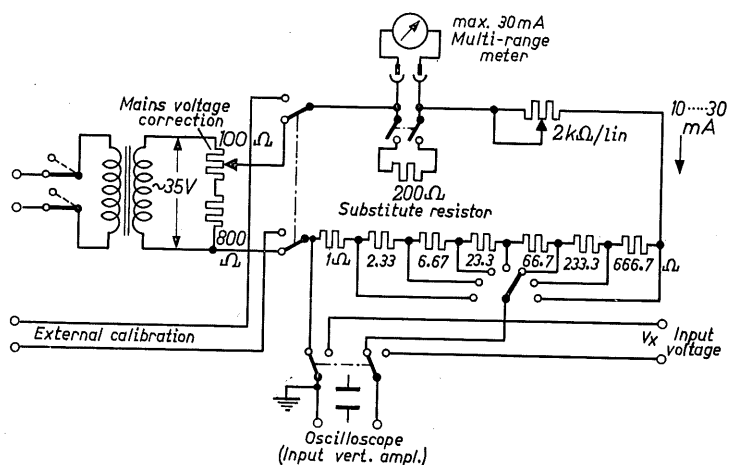 max. 30mA
Multi-range
meter
Mains voltage
correction
100
Ω
~35V
800
Ω
200Ω
Substitute resistor
2kΩ/lin
10·····30
mA
1Ω
2.33
6.67
23.3
66.7
233.3
666.7
Ω
External calibration
Vx
Input
voltage
Oscilloscope
(Input vert. ampl.)